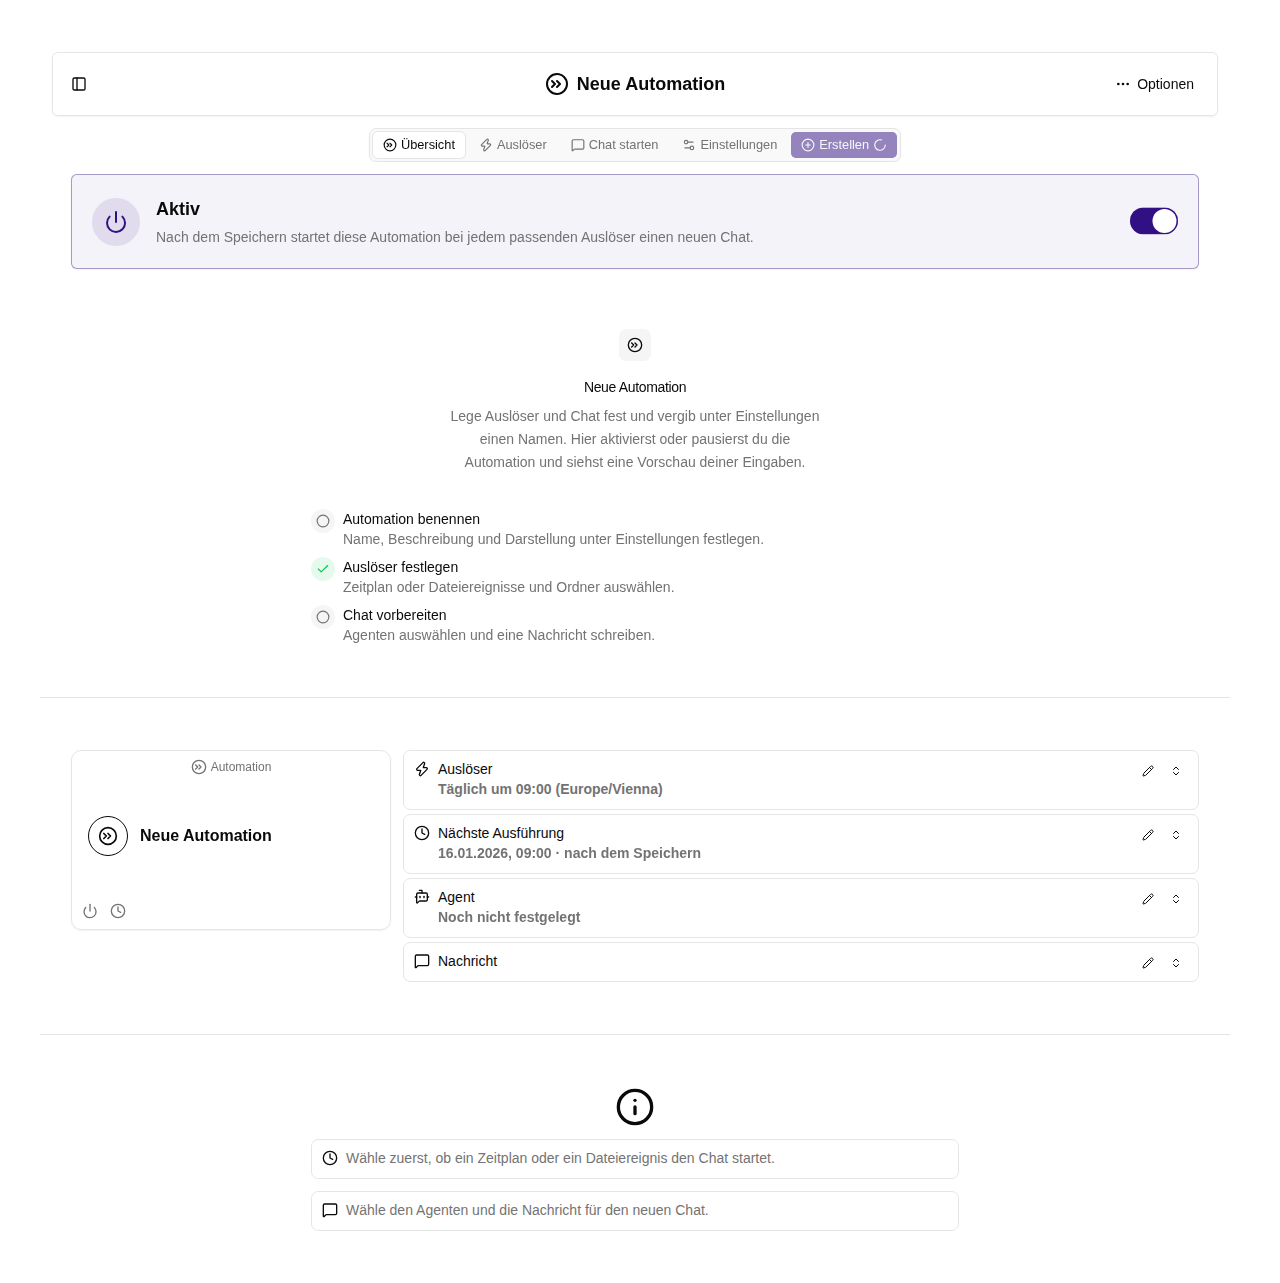 Neue Automation
Optionen
Übersicht
Auslöser
Chat starten
Einstellungen
Erstellen
Aktiv
Nach dem Speichern startet diese Automation bei jedem passenden Auslöser einen neuen Chat.
Neue Automation
Lege Auslöser und Chat fest und vergib unter Einstellungen
einen Namen. Hier aktivierst oder pausierst du die
Automation und siehst eine Vorschau deiner Eingaben.
Automation benennen
Name, Beschreibung und Darstellung unter Einstellungen festlegen.
Auslöser festlegen
Zeitplan oder Dateiereignisse und Ordner auswählen.
Chat vorbereiten
Agenten auswählen und eine Nachricht schreiben.
Automation
Neue Automation
Auslöser
Täglich um 09:00 (Europe/Vienna)
Nächste Ausführung
16.01.2026, 09:00 · nach dem Speichern
Agent
Noch nicht festgelegt
Nachricht
Wähle zuerst, ob ein Zeitplan oder ein Dateiereignis den Chat startet.
Wähle den Agenten und die Nachricht für den neuen Chat.